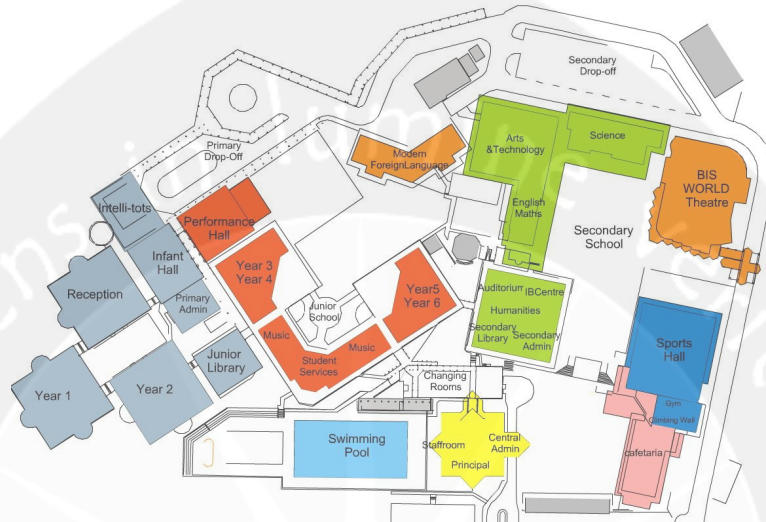 Secondary
Drop-off
Arts
&Technology
Science
Primary
Drop-Off
Modern
ForeignLanguage
BIS
WORLD
Theatre
Intelli-tots
English
Maths
Performance
Hall
Secondary
School
Infant
Hall
Year 3
Year 4
Reception
Primary
Admin
Year5
Year 6
Auditorium
IBCentre
Humanities
Junior
School
Secondary
Library
Secondary
Admin
Sports
Hall
Music
Music
Student
Services
Junior
Library
Year 1
Year 2
Changing
Rooms
Gym
Climbing Wall
Swimming
Pool
Staffroom
Central
Admin
Principal
cafetaria